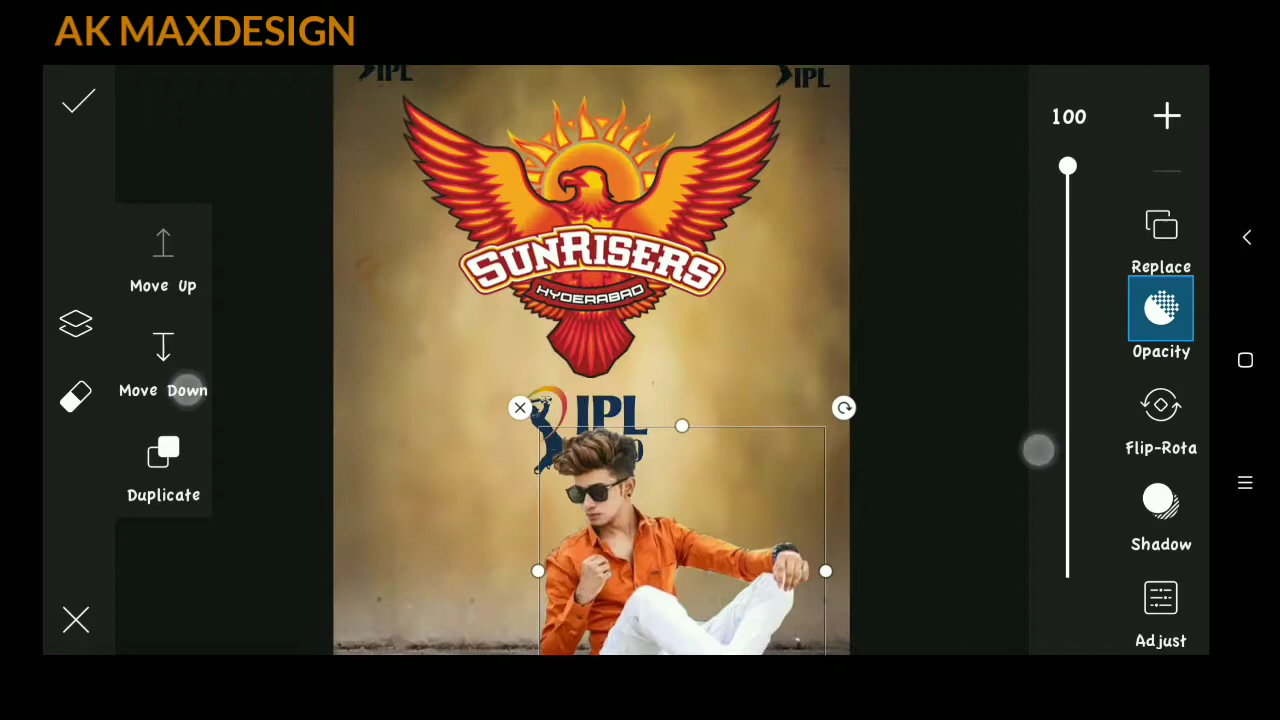 AK MAXDESIGN
IPL
IPL
100
SUNRISERS
HYDERABAD
Move Up
Replace
Opacity
Move Down
IPL
Flip-Rota
Duplicate
Shadow
Adjust